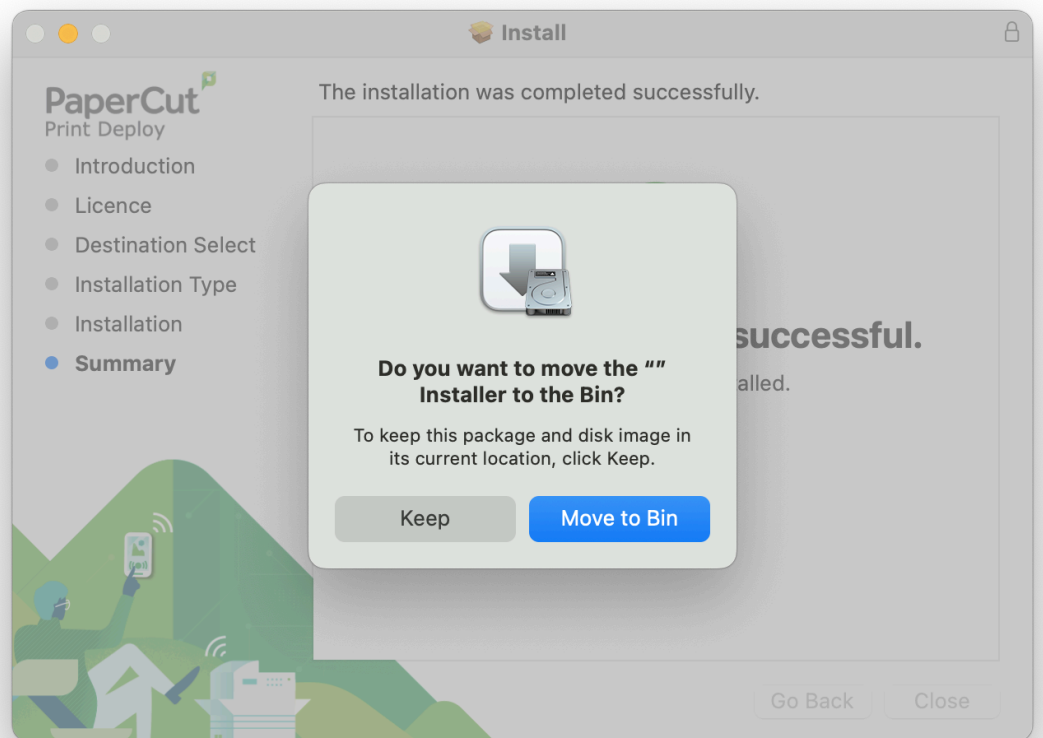 Install
PaperCut
Print Deploy
The installation was completed successfully.
Introduction
Licence
Destination Select
Installation Type
Installation
Summary
successful.
Do you want to move the “”
Installer to the Bin?
To keep this package and disk image in
its current location, click Keep.
Keep
Move to Bin
Go Back
Close